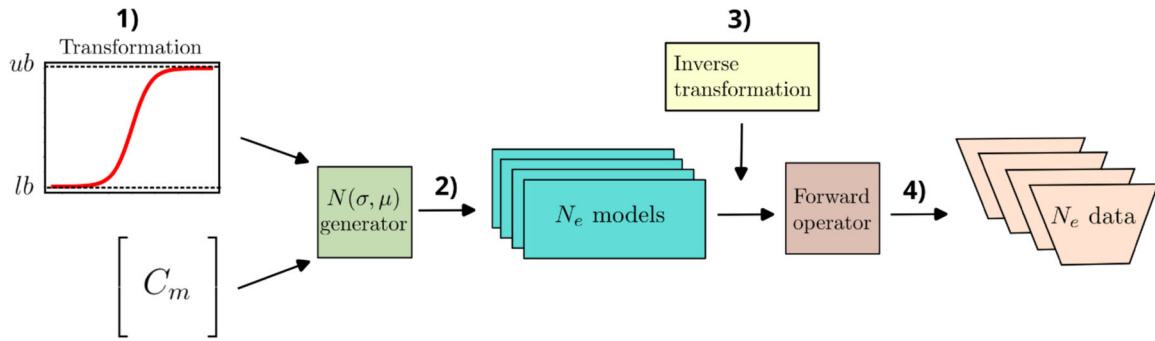 1)
Transformation
ub
lb
C_m
N(σ, μ)
generator
2)
N_e models
3)
Inverse
transformation
Forward
operator
4)
N_e data